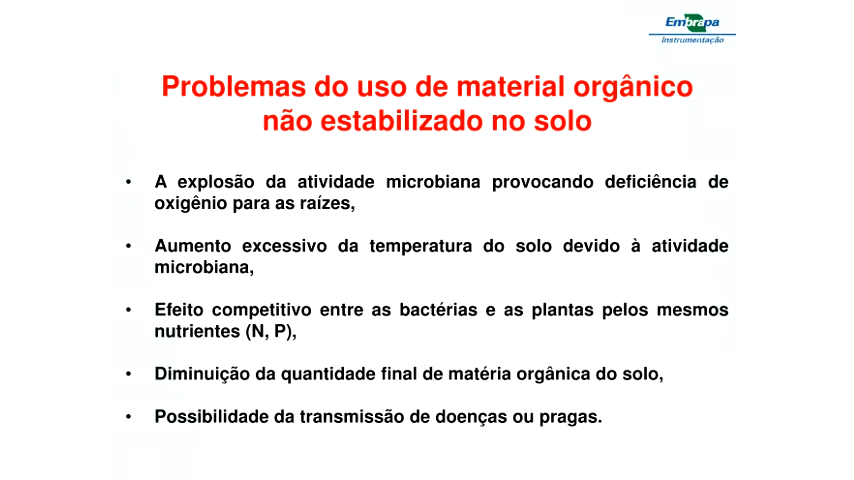 Embrapa
Instrumentação
Problemas do uso de material orgânico
não estabilizado no solo
• A explosão da atividade microbiana provocando deficiência de
oxigênio para as raízes,
• Aumento excessivo da temperatura do solo devido à atividade
microbiana,
• Efeito competitivo entre as bactérias e as plantas pelos mesmos
nutrientes (N, P),
• Diminuição da quantidade final de matéria orgânica do solo,
• Possibilidade da transmissão de doenças ou pragas.